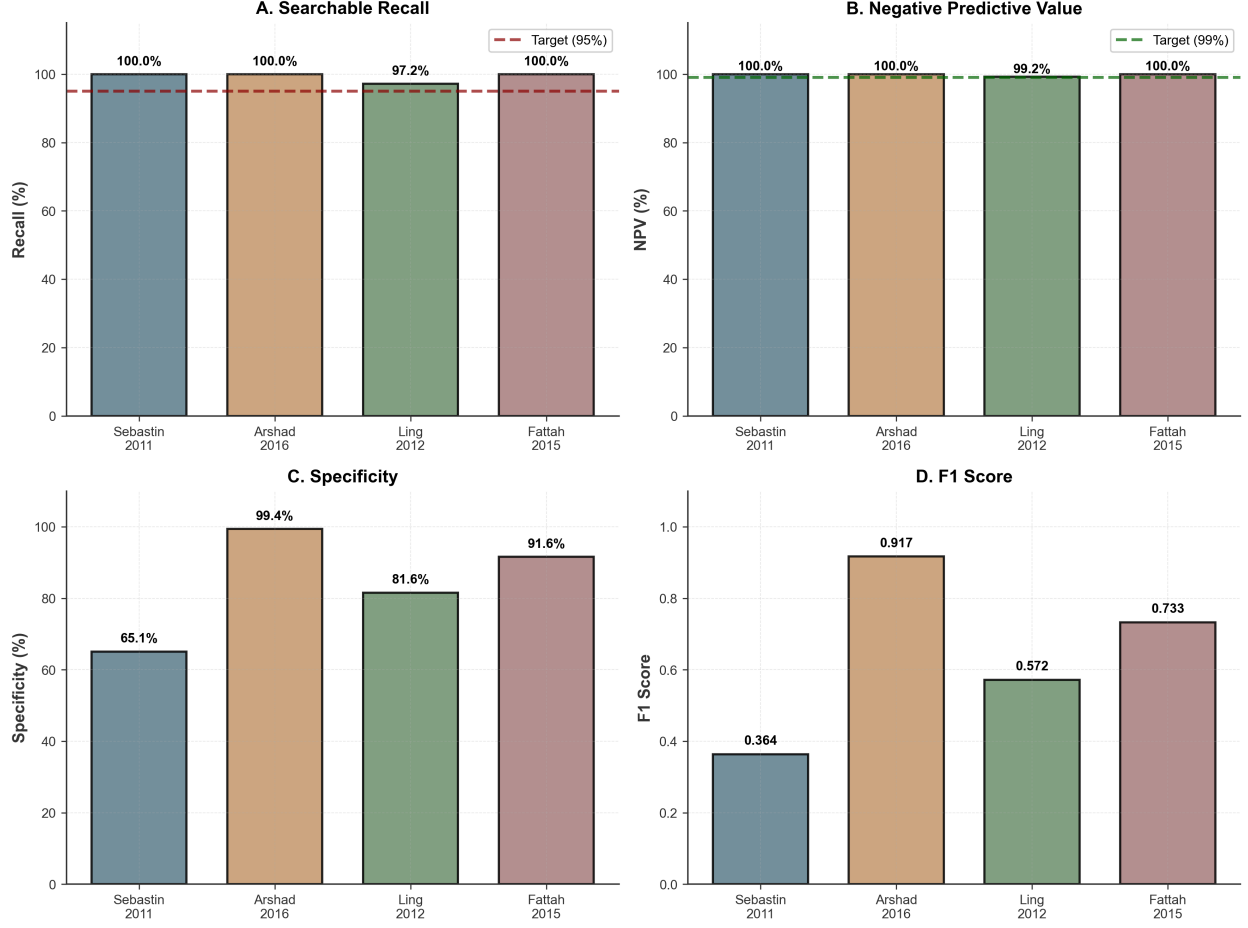 A. Searchable Recall
Target (95%)
100.0%
100.0%
97.2%
100.0%
100
80
60
40
20
0
Recall (%)
Sebastin
2011
Arshad
2016
Ling
2012
Fattah
2015
B. Negative Predictive Value
Target (99%)
100.0%
100.0%
99.2%
100.0%
100
80
60
40
20
0
NPV (%)
Sebastin
2011
Arshad
2016
Ling
2012
Fattah
2015
C. Specificity
65.1%
99.4%
81.6%
91.6%
100
80
60
40
20
0
Specificity (%)
Sebastin
2011
Arshad
2016
Ling
2012
Fattah
2015
D. F1 Score
0.364
0.917
0.572
0.733
1.0
0.8
0.6
0.4
0.2
0.0
F1 Score
Sebastin
2011
Arshad
2016
Ling
2012
Fattah
2015